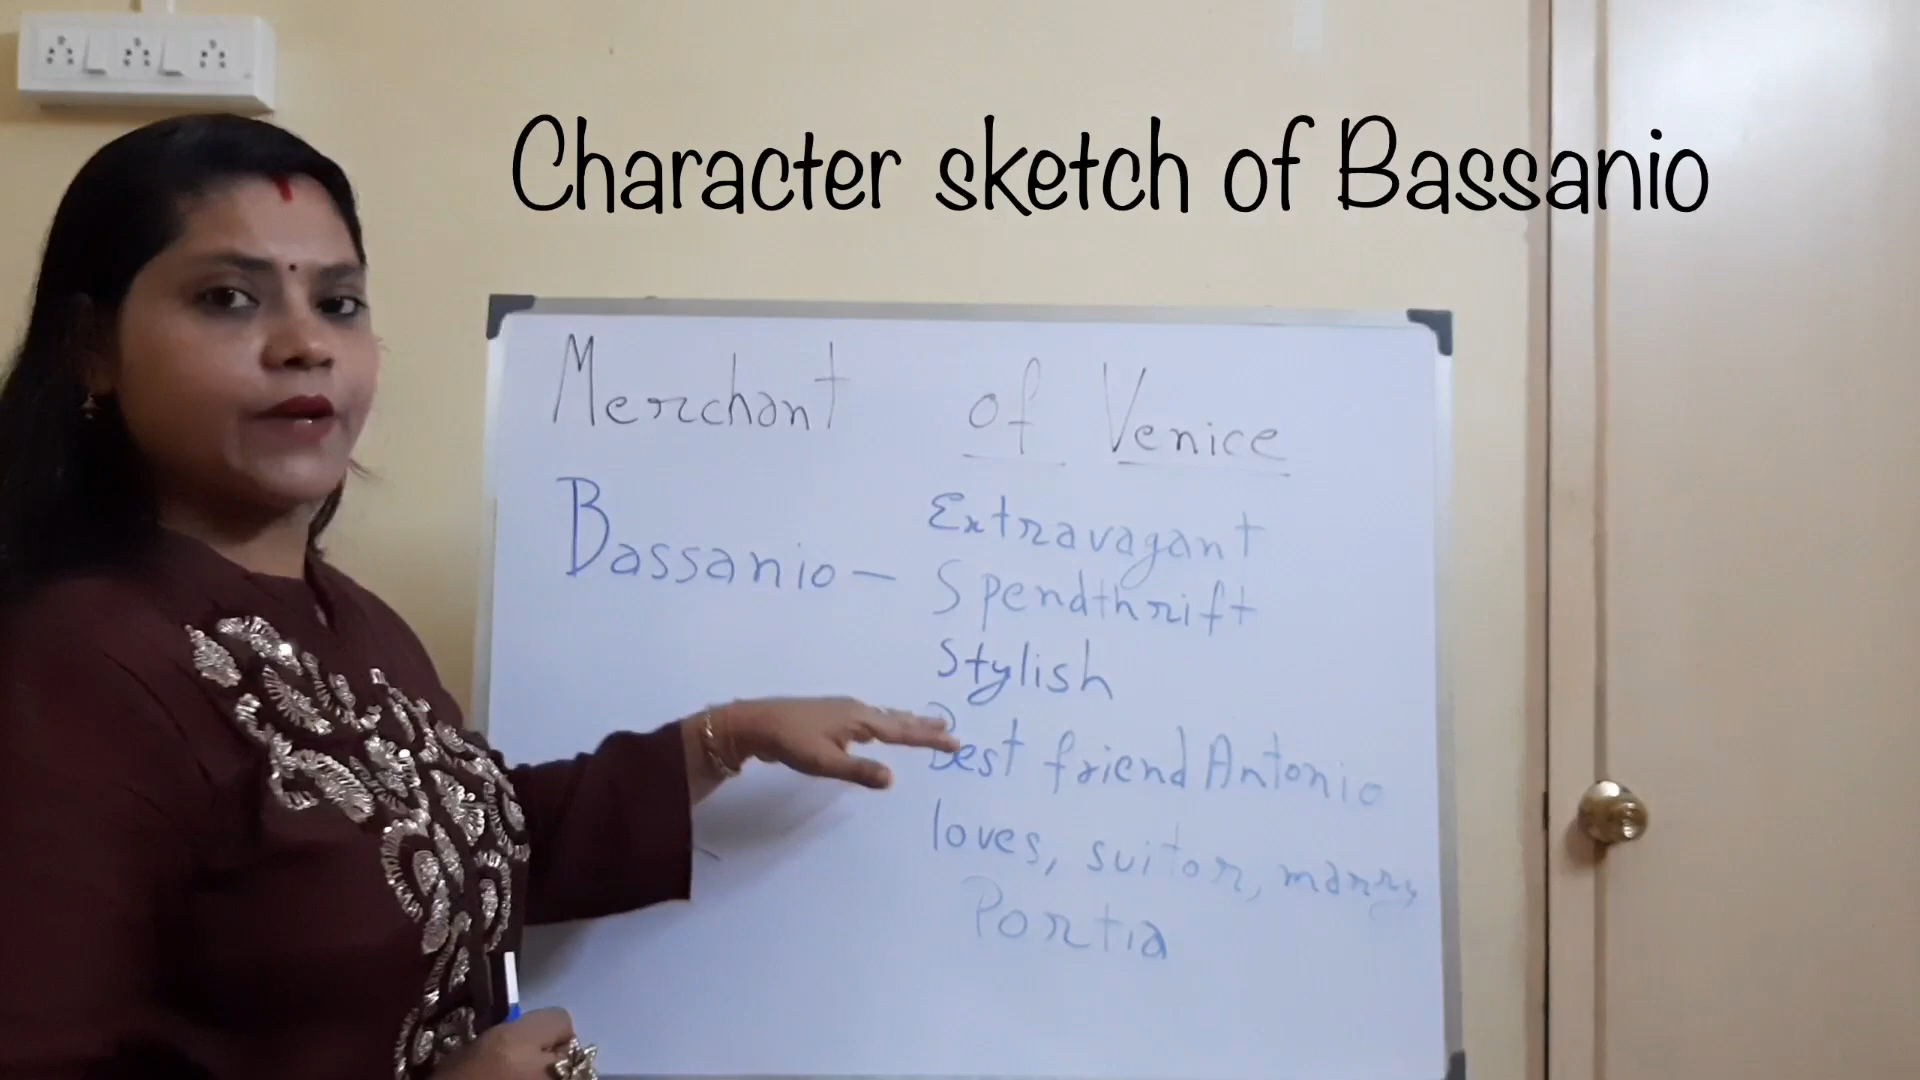 Character sketch of Bassanio
Merchant of Venice
Bassanio - Extravagant
Spendthrift
Stylish
Best friend Antonio
loves, suitor, marry
Portia